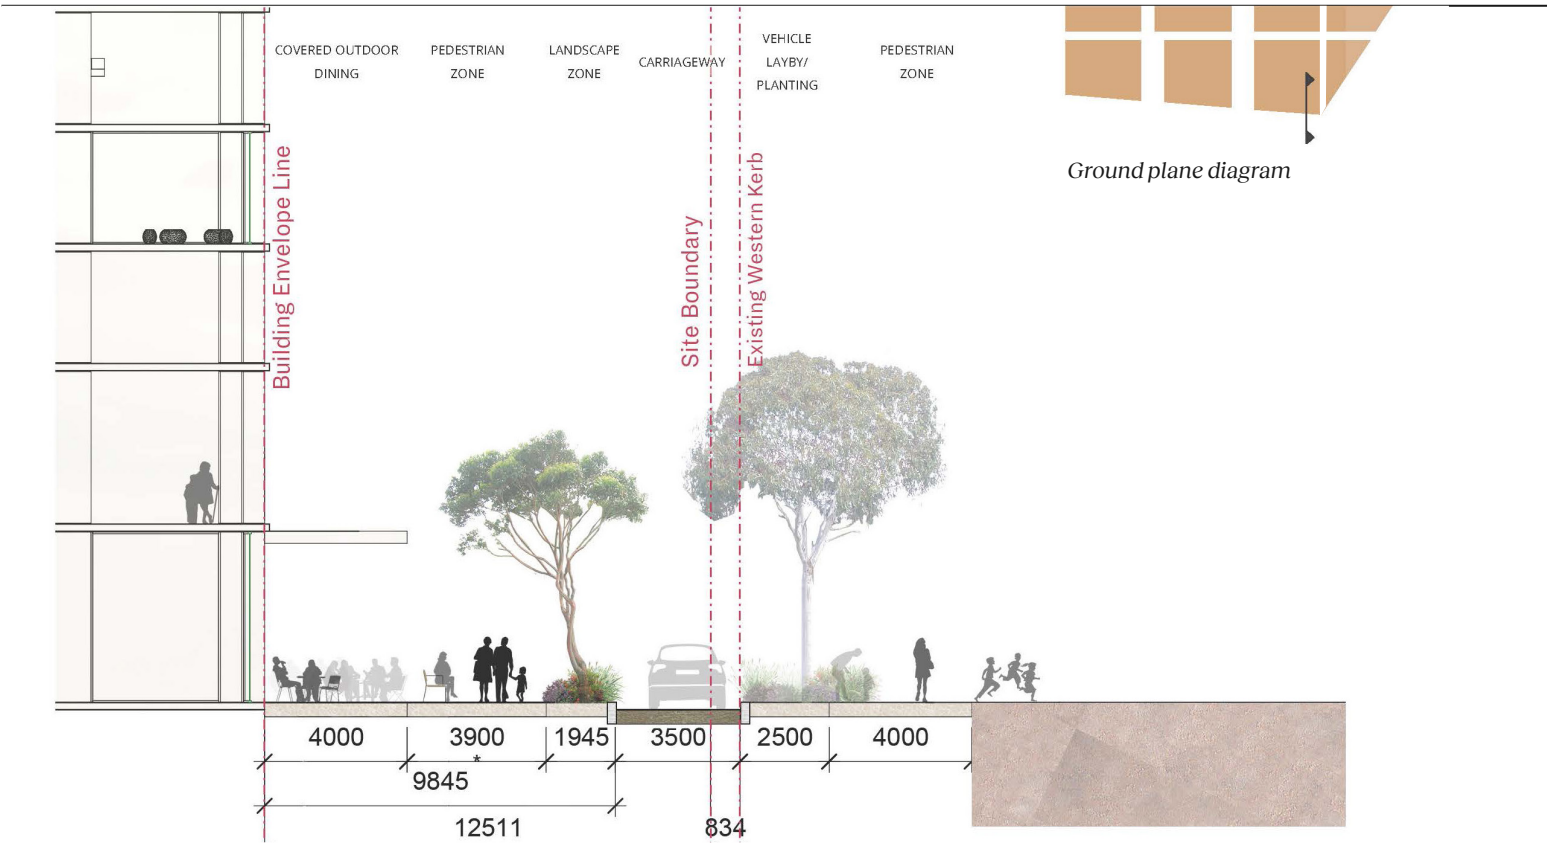 COVERED OUTDOOR
DINING
PEDESTRIAN
ZONE
LANDSCAPE
ZONE
CARRIAGEWAY
VEHICLE
LAYBY/
PLANTING
PEDESTRIAN
ZONE
Ground plane diagram
Building Envelope Line
Site Boundary
Existing Western Kerb
4000
3900
1945
3500
2500
4000
*
9845
12511
834